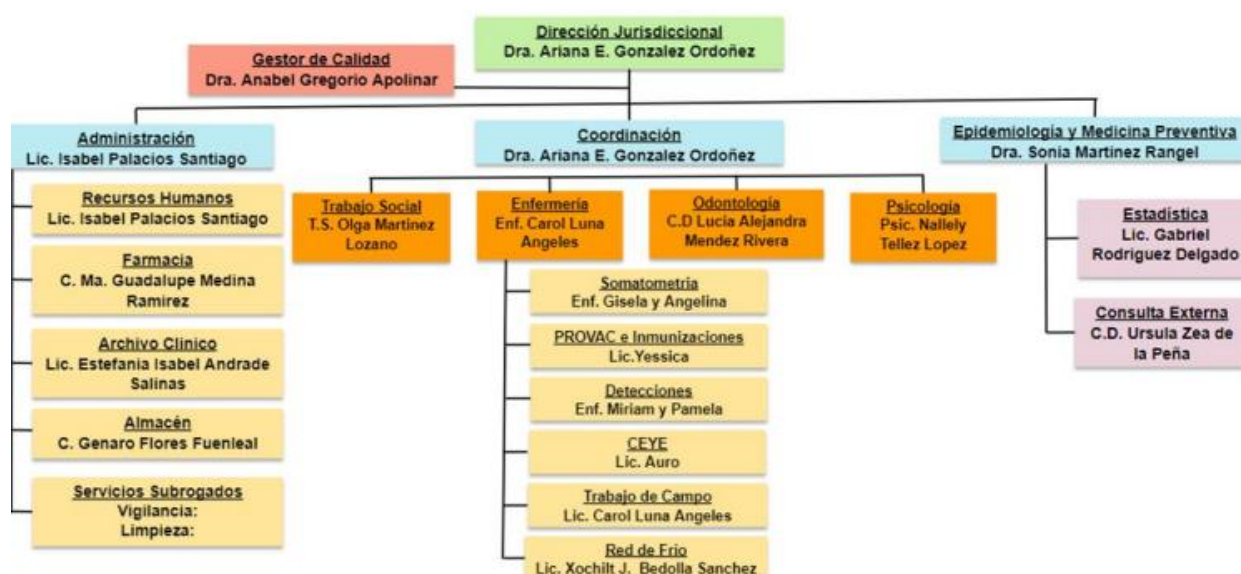 Dirección Jurisdiccional
Dra. Ariana E. Gonzalez Ordoñez
Gestor de Calidad
Dra. Anabel Gregorio Apolinar
Administración
Lic. Isabel Palacios Santiago
Coordinación
Dra. Ariana E. Gonzalez Ordoñez
Epidemiología y Medicina Preventiva
Dra. Sonia Martinez Rangel
Recursos Humanos
Lic. Isabel Palacios Santiago
Farmacia
C. Ma. Guadalupe Medina
Ramirez
Archivo Clinico
Lic. Estefania Isabel Andrade
Salinas
Almacén
C. Genaro Flores Fuenleal
Servicios Subrogados
Vigilancia:
Limpieza:
Trabajo Social
T.S. Olga Martinez
Lozano
Enfermería
Enf. Carol Luna
Angeles
Odontología
C.D Lucia Alejandra
Mendez Rivera
Psicología
Psic. Nallely
Tellez Lopez
Somatometria
Enf. Gisela y Angelina
PROVAC e Inmunizaciones
Lic.Yessica
Detecciones
Enf. Miriam y Pamela
CEYE
Lic. Auro
Trabajo de Campo
Lic. Carol Luna Angeles
Red de Frio
Lic. Xochilt J. Bedolla Sanchez
Estadística
Lic. Gabriel
Rodriguez Delgado
Consulta Externa
C.D. Ursula Zea de
la Peña